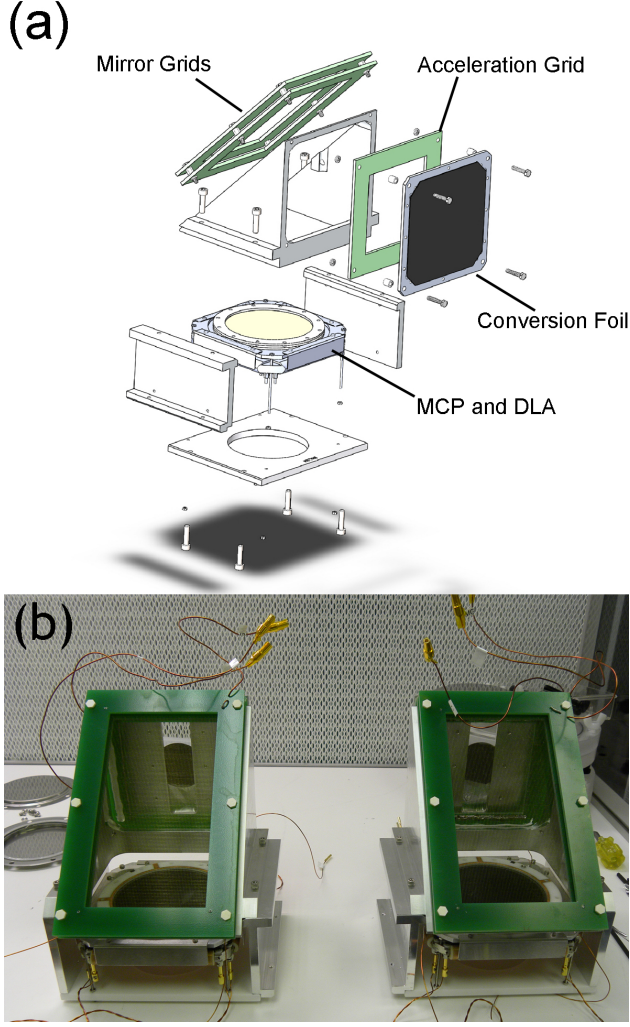 (a)
Mirror Grids
Acceleration Grid
Conversion Foil
MCP and DLA
(b)